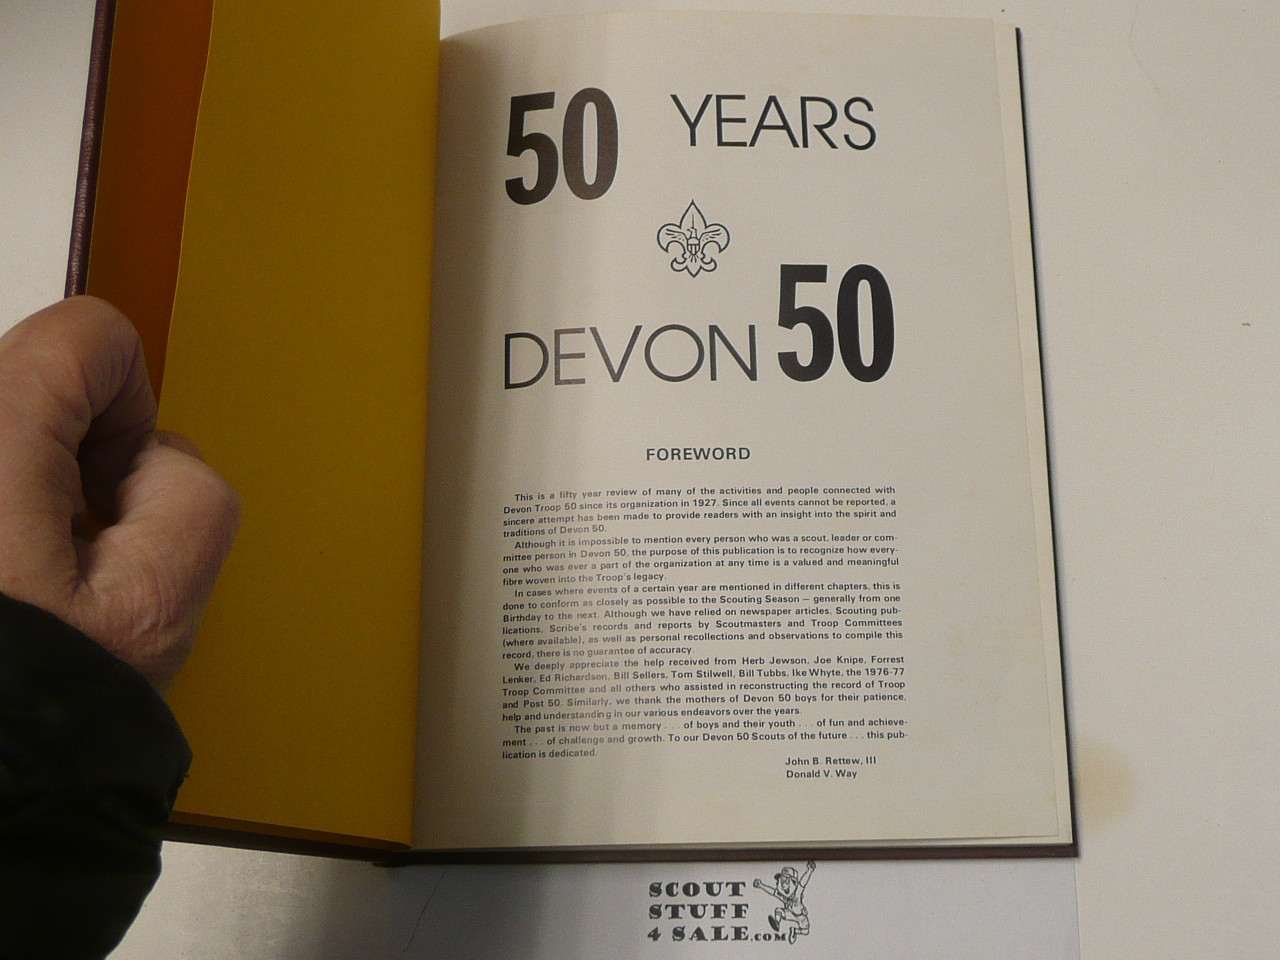 50 YEARS
DEVON 50
FOREWORD
This is a fifty year review of many of the activities and people connected with
Devon Troop 50 since its organization in 1927. Since all events cannot be reported, a
sincere attempt has been made to provide readers with an insight into the spirit and
traditions of Devon 50.
Although it is impossible to mention every person who was a scout, leader or com-
mittee person in Devon 50, the purpose of this publication is to recognize how every-
one who was ever a part of the organization at any time is a valued and meaningful
fibre woven into the Troop's legacy.
In cases where events of a certain year are mentioned in different chapters, this is
done to conform as closely as possible to the Scouting Season — generally from one
Birthday to the next. Although we have relied on newspaper articles, Scouting pub-
lications, Scribe's records and reports by Scoutmasters and Troop Committees
(where available), as well as personal recollections and observations to compile this
record, there is no guarantee of accuracy.
We deeply appreciate the help received from Herb Jewson, Joe Knipe, Forrest
Lenker, Ed Richardson, Bill Sellers, Tom Stilwell, Bill Tubbs, Ike Whyte, the 1976-77
Troop Committee and all others who assisted in reconstructing the record of Troop
and Post 50. Similarly, we thank the mothers of Devon 50 boys for their patience,
help and understanding in our various endeavors over the years.
The past is now but a memory . . . of boys and their youth . . . of fun and achieve-
ment . . . of challenge and growth. To our Devon 50 Scouts of the future . . . this pub-
lication is dedicated.
John B. Rettew, III
Donald V. Way
SCOUT
STUFF
4 SALE.COM